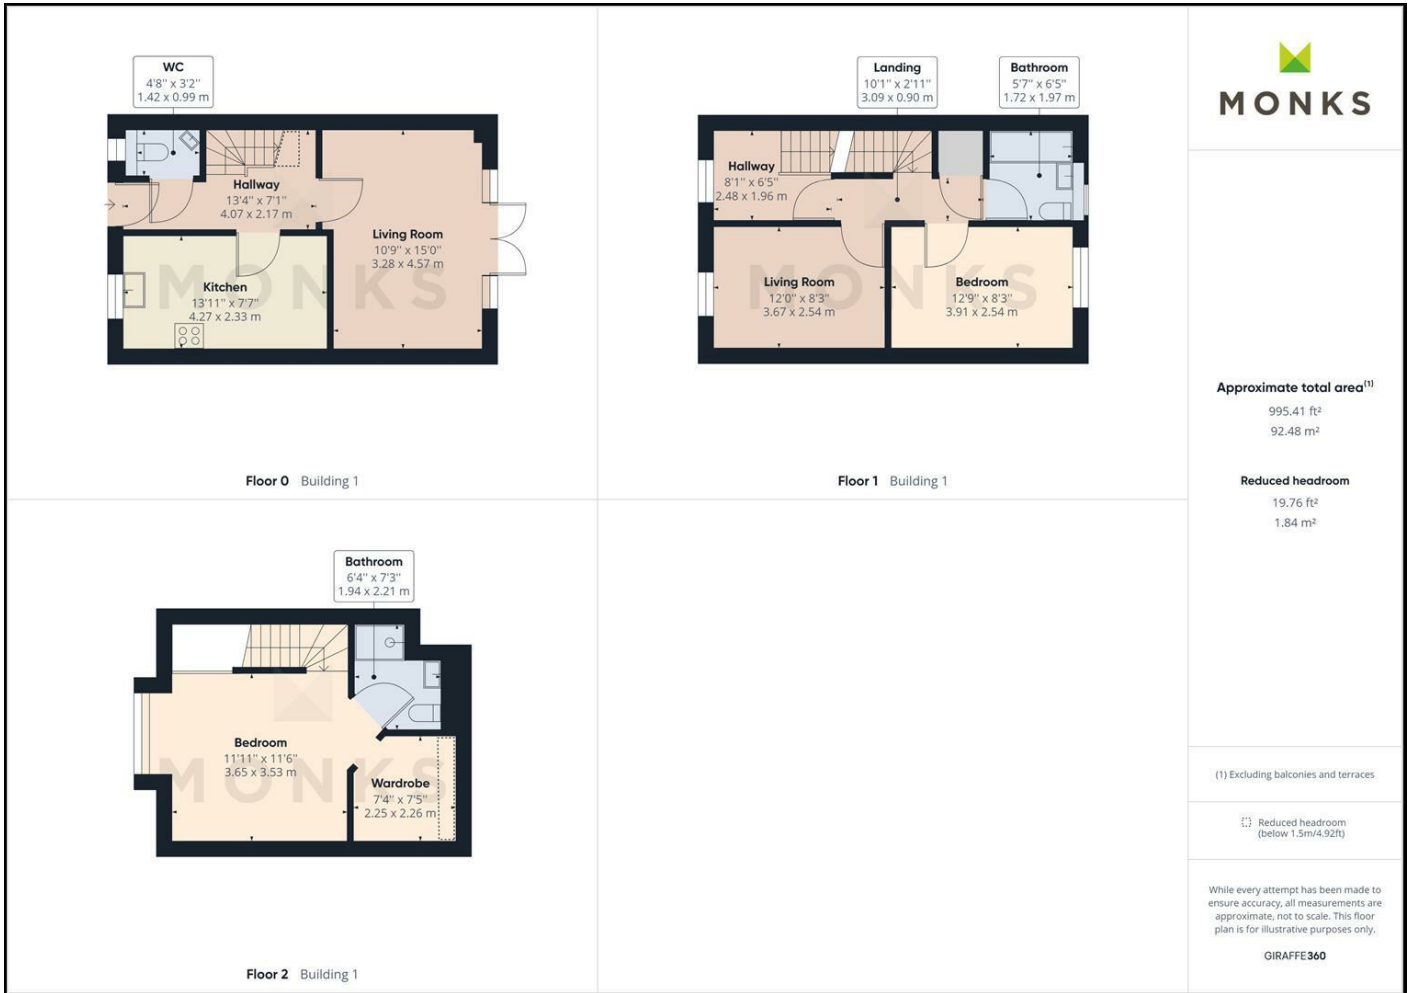 WC
4'8" x 3'2"
1.42 x 0.99 m
Hallway
13'4" x 7'1"
4.07 x 2.17 m
Living Room
10'9" x 15'0"
3.28 x 4.57 m
Kitchen
13'11" x 7'7"
4.27 x 2.33 m
MONKS
Floor 0 Building 1
Landing
10'1" x 2'11"
3.09 x 0.90 m
Bathroom
5'7" x 6'5"
1.72 x 1.97 m
Hallway
8'1" x 6'5"
2.48 x 1.96 m
Living Room
12'0" x 8'3"
3.67 x 2.54 m
Bedroom
12'9" x 8'3"
3.91 x 2.54 m
MONKS
Floor 1 Building 1
Bathroom
6'4" x 7'3"
1.94 x 2.21 m
Bedroom
11'11" x 11'6"
3.65 x 3.53 m
Wardrobe
7'4" x 7'5"
2.25 x 2.26 m
MONKS
Floor 2 Building 1
MONKS
Approximate total area(1)
995.41 ft²
92.48 m²
Reduced headroom
19.76 ft²
1.84 m²
(1) Excluding balconies and terraces
Reduced headroom
(below 1.5m/4.92ft)
While every attempt has been made to
ensure accuracy, all measurements are
approximate, not to scale. This floor
plan is for illustrative purposes only.
GIRAFFE360